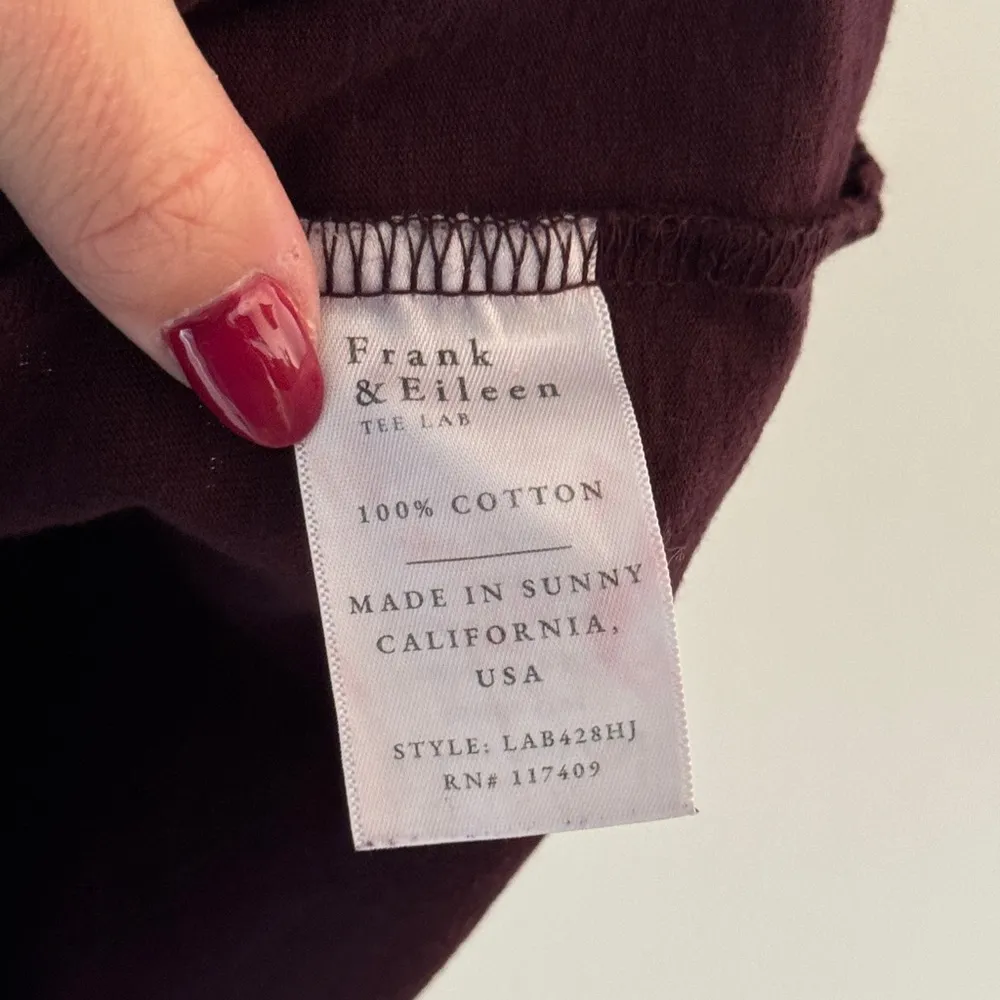 Frank
& Eileen
TEE LAB
100% COTTON
MADE IN SUNNY
CALIFORNIA,
USA
STYLE: LAB428HJ
RN# 117409